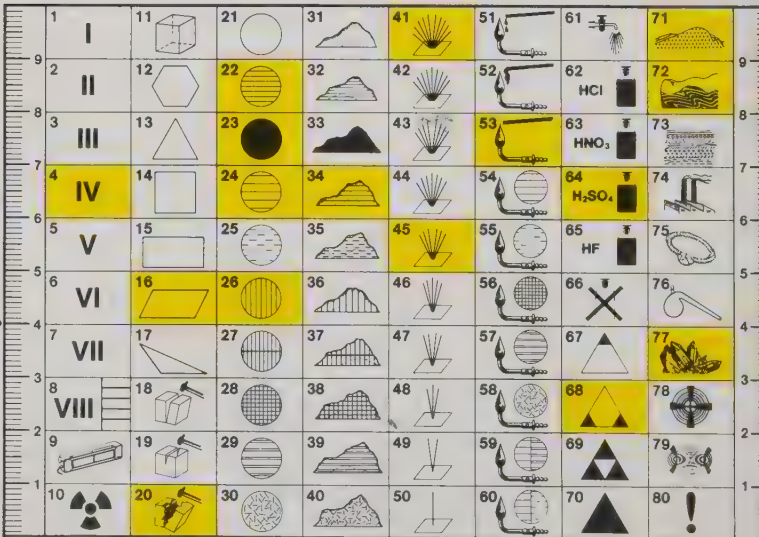 1 11 21 31 41 51 61 71
I
9 9
2 12 22 32 42 52 62 72
II HCl
8 8
3 13 23 33 43 53 63 73
III HNO₃
7 7
4 14 24 34 44 54 64 74
IV H₂SO₄
6 6
5 15 25 35 45 55 65 75
V HF
5 5
6 16 26 36 46 56 66 76
VI
4 4
7 17 27 37 47 57 67 77
VII
3 3
8 18 28 38 48 58 68 78
VIII
2 2
9 19 29 39 49 59 69 79
1 1
10 20 30 40 50 60 70 80
!